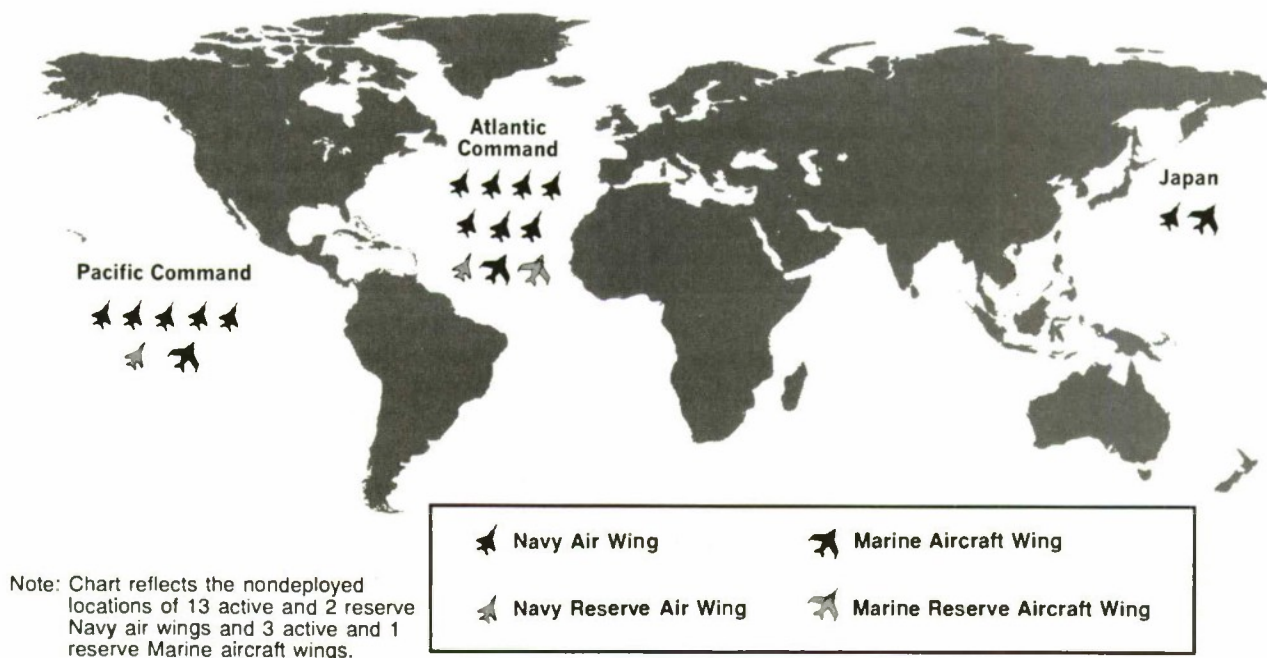 Atlantic
Command
Japan
Pacific Command
Navy Air Wing
Marine Aircraft Wing
Navy Reserve Air Wing
Marine Reserve Aircraft Wing
Note: Chart reflects the nondeployed
locations of 13 active and 2 reserve
Navy air wings and 3 active and 1
reserve Marine aircraft wings.